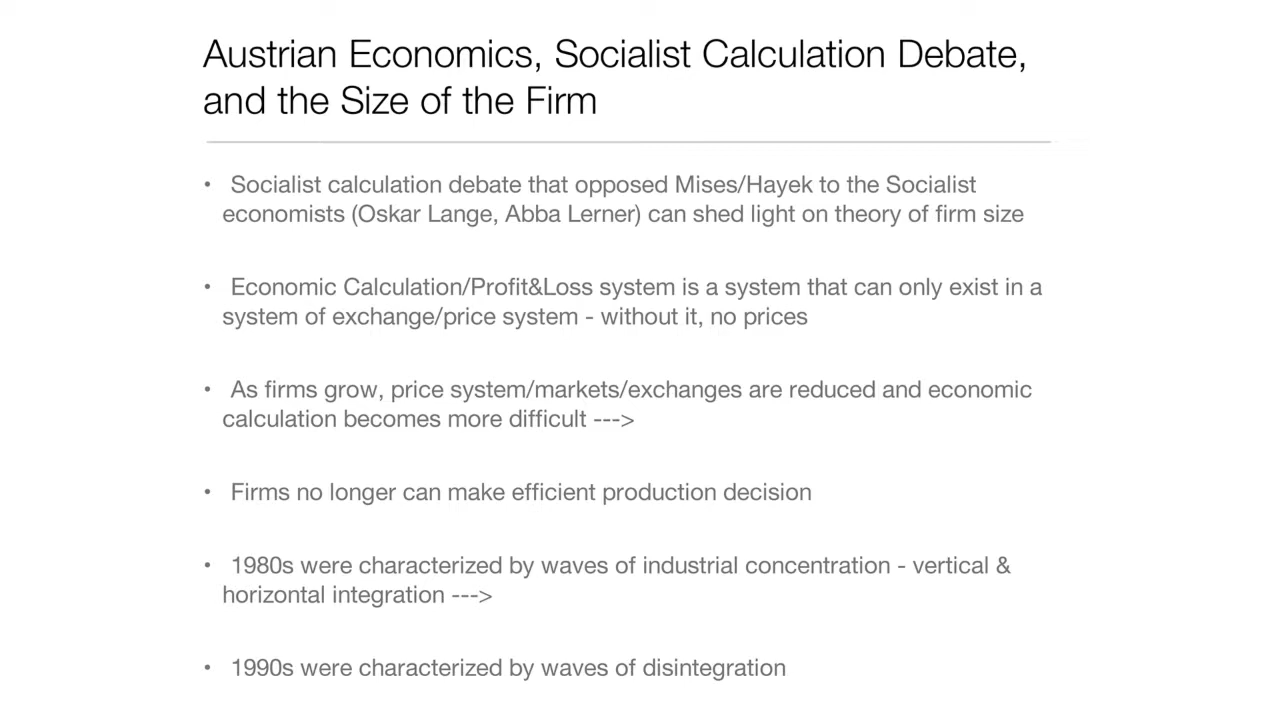 Austrian Economics, Socialist Calculation Debate,
and the Size of the Firm
• Socialist calculation debate that opposed Mises/Hayek to the Socialist
economists (Oskar Lange, Abba Lerner) can shed light on theory of firm size
• Economic Calculation/Profit&Loss system is a system that can only exist in a
system of exchange/price system - without it, no prices
• As firms grow, price system/markets/exchanges are reduced and economic
calculation becomes more difficult --->
• Firms no longer can make efficient production decision
• 1980s were characterized by waves of industrial concentration - vertical &
horizontal integration --->
• 1990s were characterized by waves of disintegration